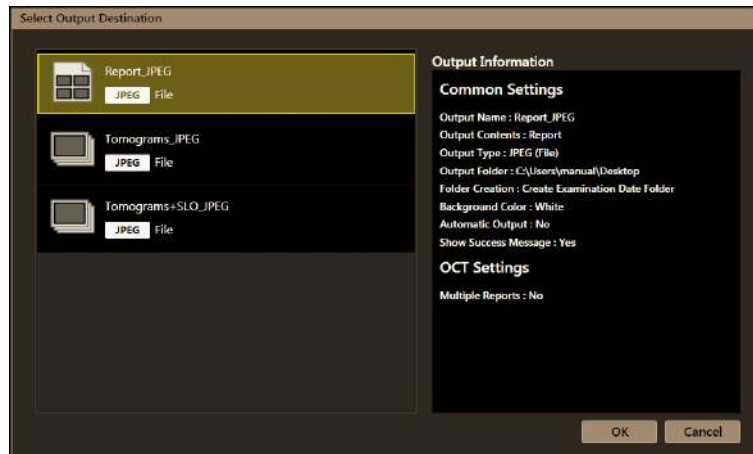 Select Output Destination
Report_JPEG
JPEG File
Tomograms_JPEG
JPEG File
Tomograms+SLO_JPEG
JPEG File
Output Information
Common Settings
Output Name : Report_JPEG
Output Contents : Report
Output Type : JPEG (File)
Output Folder : C:\Users\manual\Desktop
Folder Creation : Create Examination Date Folder
Background Color : White
Automatic Output : No
Show Success Message : Yes
OCT Settings
Multiple Reports : No
OK Cancel